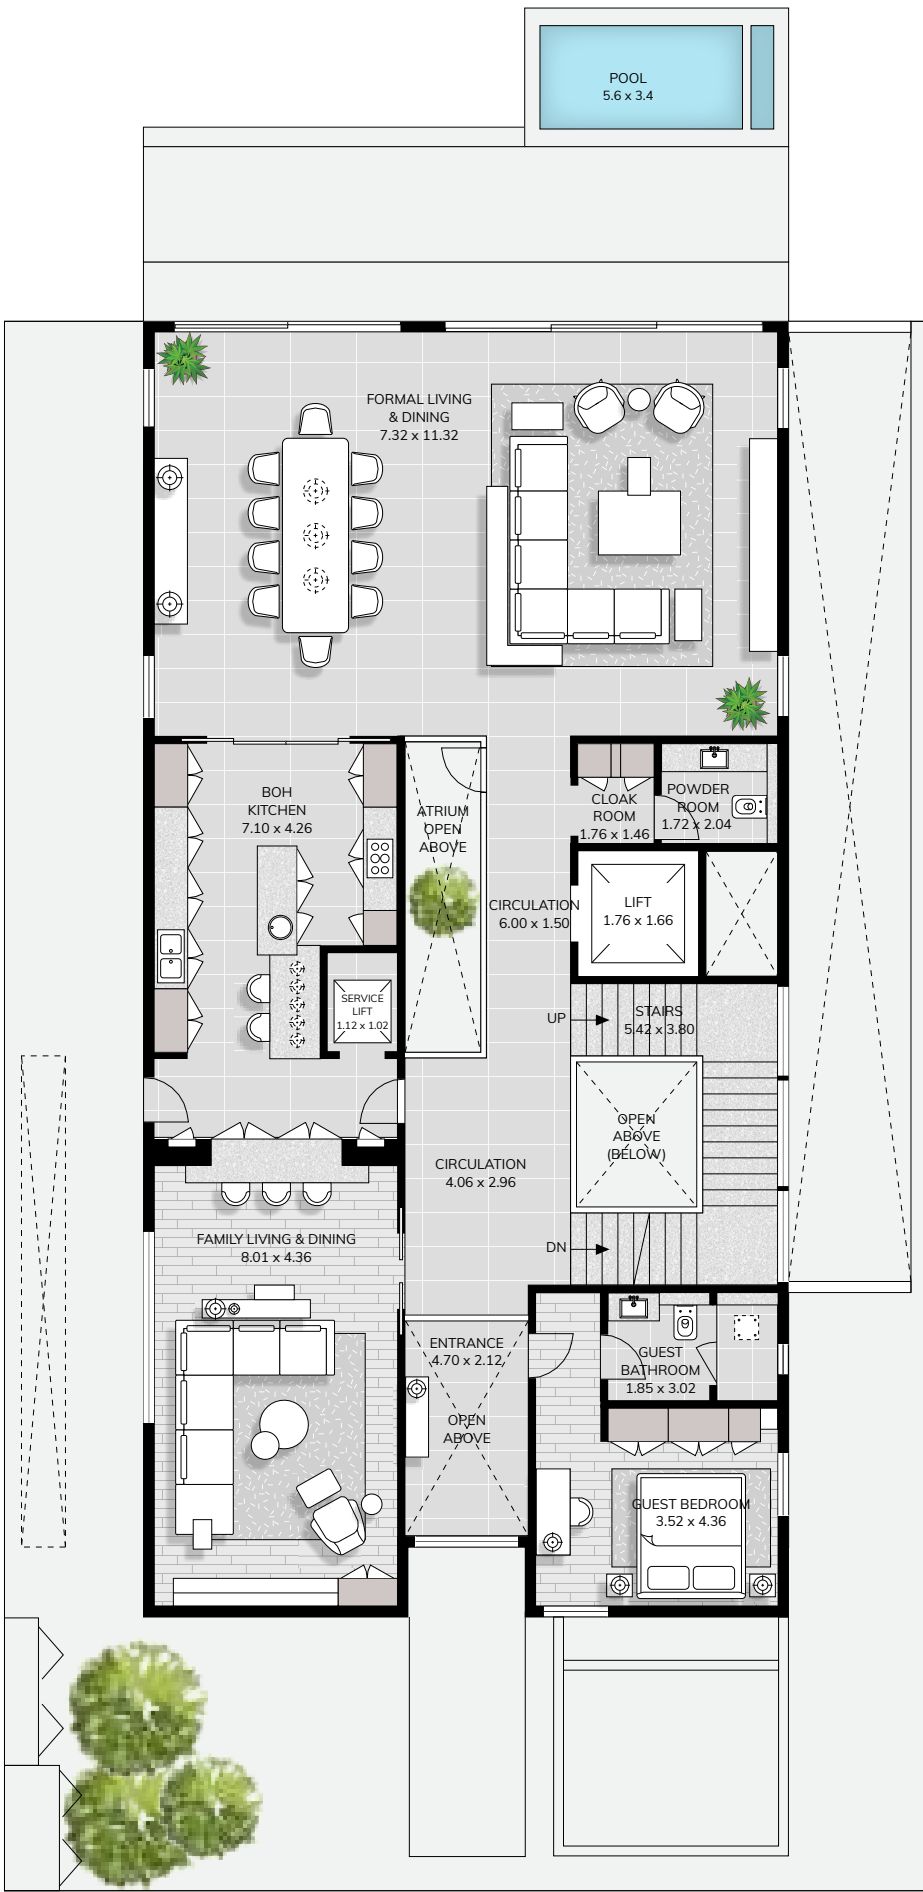 POOL
5.6 x 3.4
FORMAL LIVING
& DINING
7.32 x 11.32
BOH
KITCHEN
7.10 x 4.26
ATRIUM
OPEN
ABOVE
CLOAK
ROOM
1.76 x 1.46
POWDER
ROOM
1.72 x 2.04
CIRCULATION
6.00 x 1.50
LIFT
1.76 x 1.66
SERVICE
LIFT
1.12 x 1.02
UP
STAIRS
5.42 x 3.80
OPEN
ABOVE
(BELOW)
CIRCULATION
4.06 x 2.96
DN
FAMILY LIVING & DINING
8.01 x 4.36
ENTRANCE
4.70 x 2.12
OPEN
ABOVE
GUEST
BATHROOM
1.85 x 3.02
GUEST BEDROOM
3.52 x 4.36